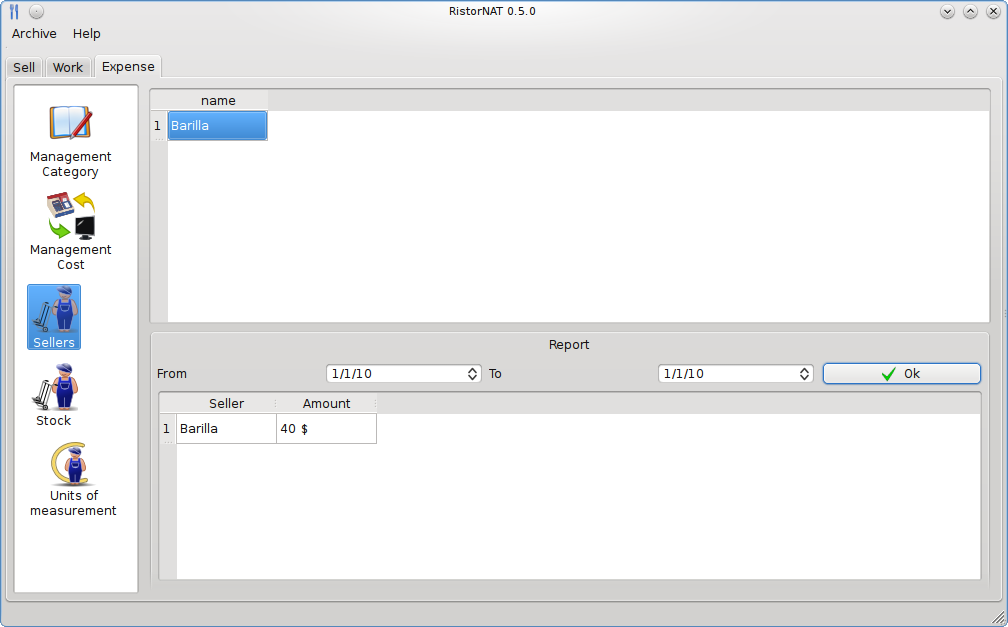 RistorNAT 0.5.0
Archive Help
Sell Work Expense
Management
Category
Management
Cost
Sellers
Stock
Units of
measurement
name
1 Barilla
Report
From 1/1/10 To 1/1/10 Ok
Seller Amount
1 Barilla 40 $